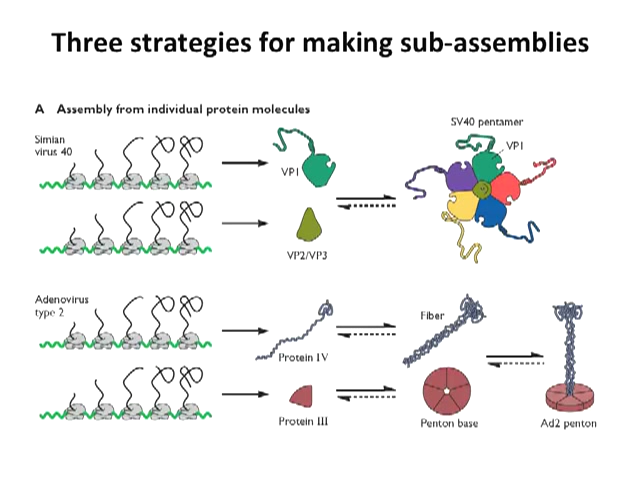 Three strategies for making sub-assemblies
A Assembly from individual protein molecules
Simian
virus 40
VP1
VP2/VP3
SV40 pentamer
VP1
Adenovirus
type 2
Protein IV
Fiber
Protein III
Penton base
Ad2 penton